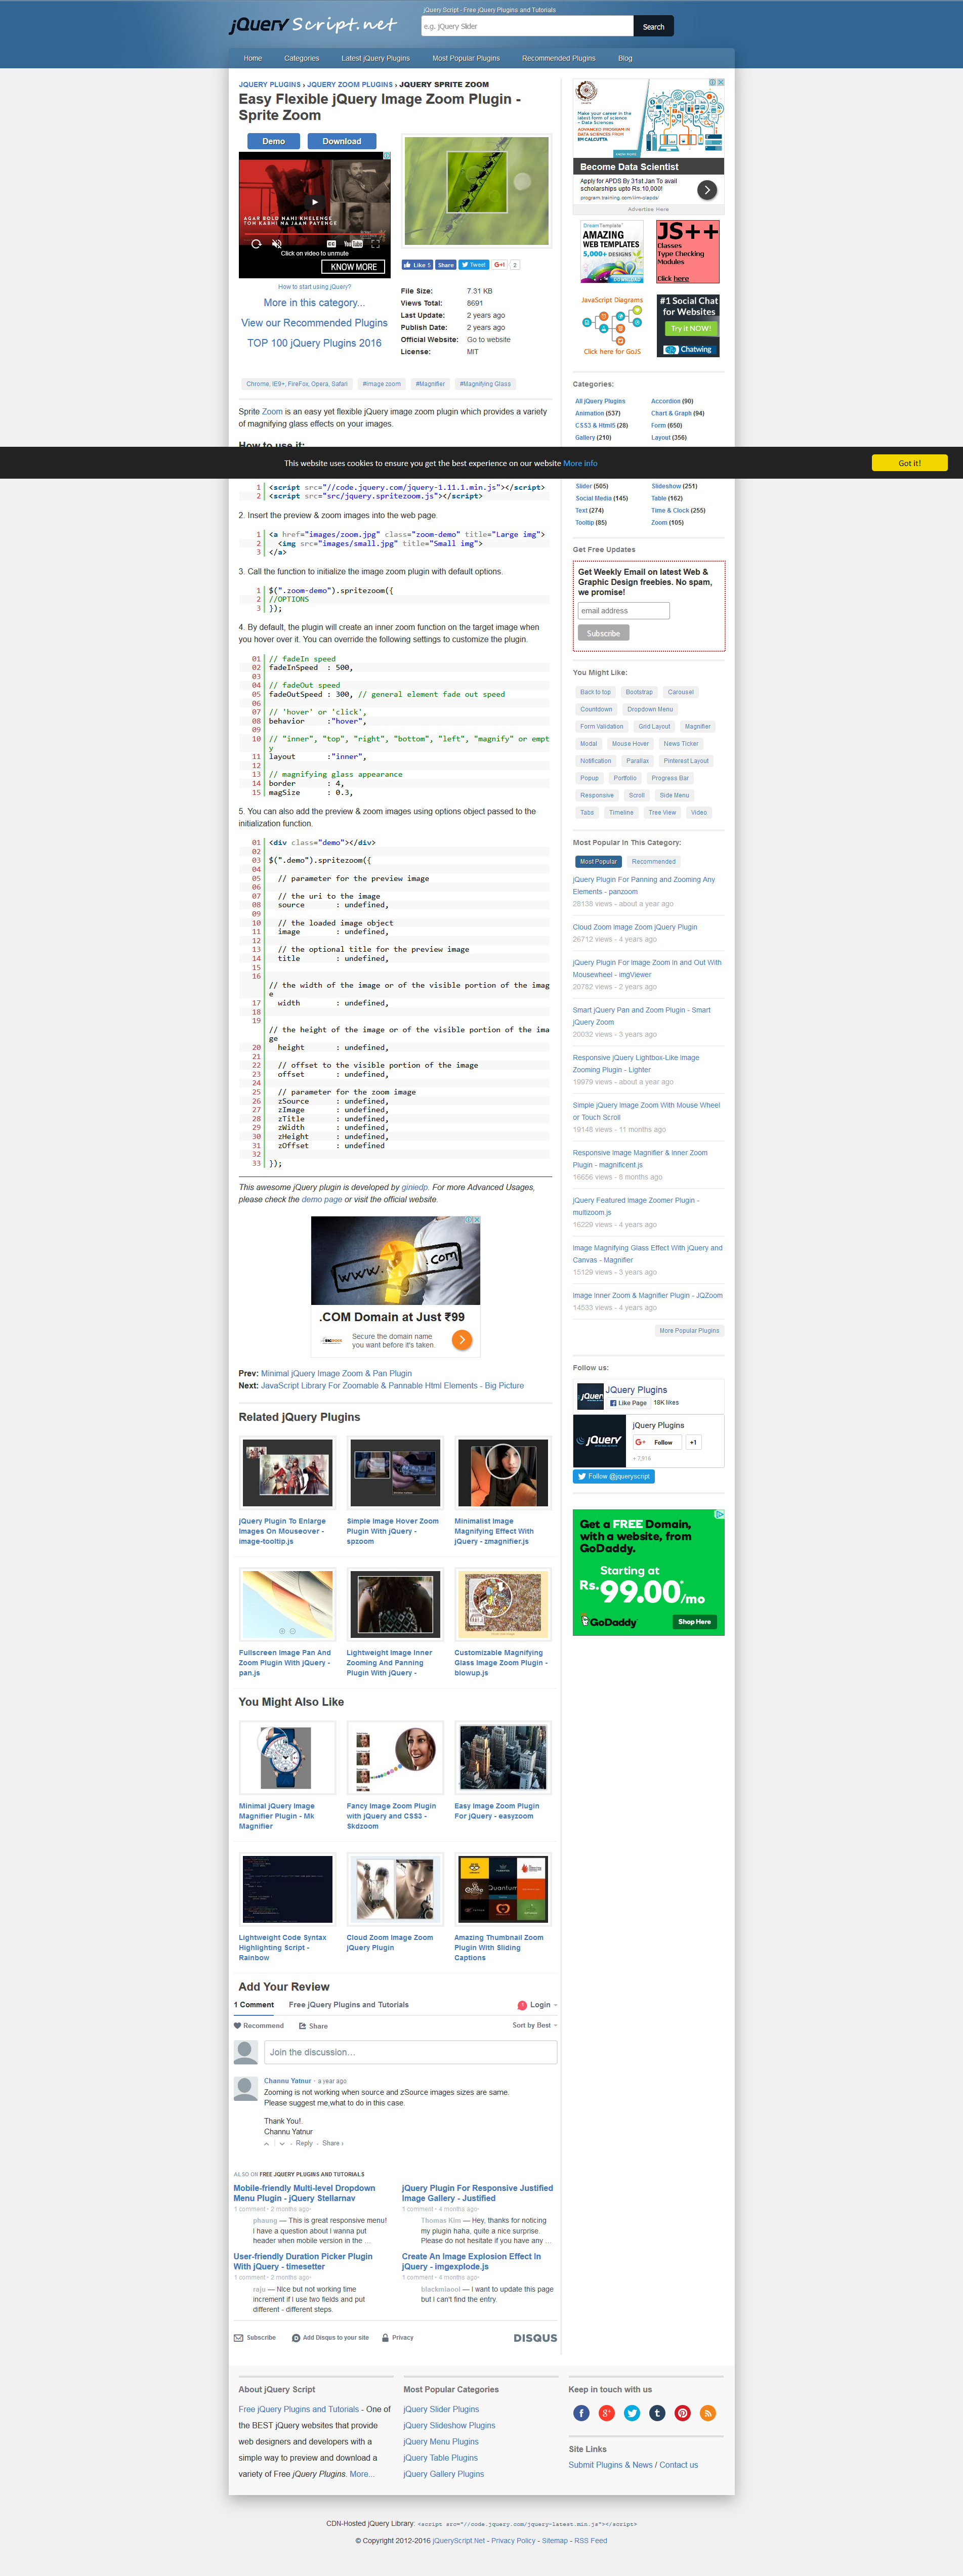 jQuery Script.net
jQuery Script - Free jQuery Plugins and Tutorials
e.g. jQuery Slider
Search
Home
Categories
Latest jQuery Plugins
Most Popular Plugins
Recommended Plugins
Blog
JQUERY PLUGINS › JQUERY ZOOM PLUGINS › JQUERY SPRITE ZOOM
Easy Flexible jQuery Image Zoom Plugin -
Sprite Zoom
Demo
Download
AGAR BOLD NAHI KHELENGE
TOH KABHI NA JAAN PAYENGE
CC
YouTube
Click on video to unmute
KNOW MORE
How to start using jQuery?
More in this category...
View our Recommended Plugins
TOP 100 jQuery Plugins 2016
Like 5
Share
Tweet
G+1
2
File Size: 7.31 KB
Views Total: 8691
Last Update: 2 years ago
Publish Date: 2 years ago
Official Website: Go to website
License: MIT
Chrome, IE9+, FireFox, Opera, Safari
#image zoom
#Magnifier
#Magnifying Glass
Sprite Zoom is an easy yet flexible jQuery image zoom plugin which provides a variety
of magnifying glass effects on your images.
How to use it:
This website uses cookies to ensure you get the best experience on our website More info
Got it!
1 <script src="//code.jquery.com/jquery-1.11.1.min.js"></script>
2 <script src="src/jquery.spritezoom.js"></script>
2. Insert the preview & zoom images into the web page.
1 <a href="images/zoom.jpg" class="zoom-demo" title="Large img">
2 <img src="images/small.jpg" title="Small img">
3 </a>
3. Call the function to initialize the image zoom plugin with default options.
1 $(".zoom-demo").spritezoom({
2 //OPTIONS
3 });
4. By default, the plugin will create an inner zoom function on the target image when
you hover over it. You can override the following settings to customize the plugin.
01 // fadeIn speed
02 fadeInSpeed : 500,
03
04 // fadeOut speed
05 fadeOutSpeed : 300, // general element fade out speed
06
07 // 'hover' or 'click',
08 behavior :"hover",
09
10 // "inner", "top", "right", "bottom", "left", "magnify" or empt
y
11 layout :"inner",
12
13 // magnifying glass appearance
14 border : 4,
15 magSize : 0.3,
5. You can also add the preview & zoom images using options object passed to the
initialization function.
01 <div class="demo"></div>
02
03 $(".demo").spritezoom({
04
05 // parameter for the preview image
06
07 // the uri to the image
08 source : undefined,
09
10 // the loaded image object
11 image : undefined,
12
13 // the optional title for the preview image
14 title : undefined,
15
16
// the width of the image or of the visible portion of the imag
e
17 width : undefined,
18
19
// the height of the image or of the visible portion of the ima
ge
20 height : undefined,
21
22 // offset to the visible portion of the image
23 offset : undefined,
24
25 // parameter for the zoom image
26 zSource : undefined,
27 zImage : undefined,
28 zTitle : undefined,
29 zWidth : undefined,
30 zHeight : undefined,
31 zOffset : undefined
32
33 });
This awesome jQuery plugin is developed by giniedp. For more Advanced Usages,
please check the demo page or visit the official website.
www. .com
.COM Domain at Just ₹99
BIGROCK
Secure the domain name
you want before it's taken.
Prev: Minimal jQuery Image Zoom & Pan Plugin
Next: JavaScript Library For Zoomable & Pannable Html Elements - Big Picture
Related jQuery Plugins
jQuery Plugin To Enlarge
Images On Mouseover -
image-tooltip.js
Simple Image Hover Zoom
Plugin With jQuery -
spzoom
Minimalist Image
Magnifying Effect With
jQuery - zmagnifier.js
Fullscreen Image Pan And
Zoom Plugin With jQuery -
pan.js
Lightweight Image Inner
Zooming And Panning
Plugin With jQuery -
Customizable Magnifying
Glass Image Zoom Plugin -
blowup.js
You Might Also Like
Minimal jQuery Image
Magnifier Plugin - Mk
Magnifier
Fancy Image Zoom Plugin
with jQuery and CSS3 -
Skdzoom
Easy Image Zoom Plugin
For jQuery - easyzoom
Quantum
Lightweight Code Syntax
Highlighting Script -
Rainbow
Cloud Zoom Image Zoom
jQuery Plugin
Amazing Thumbnail Zoom
Plugin With Sliding
Captions
Add Your Review
1 Comment
Free jQuery Plugins and Tutorials
1
Login
Recommend
Share
Sort by Best
Join the discussion...
Channu Yatnur · a year ago
Zooming is not working when source and zSource images sizes are same.
Please suggest me,what to do in this case.
Thank You!.
Channu Yatnur
Reply · Share ›
ALSO ON FREE JQUERY PLUGINS AND TUTORIALS
Mobile-friendly Multi-level Dropdown
Menu Plugin - jQuery Stellarnav
1 comment • 2 months ago•
phaung — This is great responsive menu!
I have a question about I wanna put
header when mobile version in the ...
jQuery Plugin For Responsive Justified
Image Gallery - Justified
1 comment • 4 months ago•
Thomas Kim — Hey, thanks for noticing
my plugin haha, quite a nice surprise.
Please do not hesitate if you have any ...
User-friendly Duration Picker Plugin
With jQuery - timesetter
1 comment • 2 months ago•
raju — Nice but not working time
increment if I use two fields and put
different - different steps.
Create An Image Explosion Effect In
jQuery - imgexplode.js
1 comment • 4 months ago•
blackmiaool — I want to update this page
but I can't find the entry.
Subscribe
Add Disqus to your site
Privacy
DISQUS
Make your career in the
latest form of science
– Data Sciences
ADVANCED PROGRAM IN
DATA SCIENCES FROM
IIM CALCUTTA
Become Data Scientist
Apply for APDS By 31st Jan To avail
scholarships upto Rs.10,000!
program.training.com/iim-c/apds/
Advertise Here
DreamTemplate
AMAZING
WEB TEMPLATES
5,000+ DESIGNS
Download
JS++
Classes
Type Checking
Modules
Click here
JavaScript Diagrams
Click here for GoJS
#1 Social Chat
for Websites
Try it NOW!
Chatwing
Categories:
All jQuery Plugins
Accordion (90)
Animation (537)
Chart & Graph (94)
CSS3 & Html5 (28)
Form (650)
Gallery (210)
Layout (356)
Slider (505)
Slideshow (251)
Social Media (145)
Table (162)
Text (274)
Time & Clock (255)
Tooltip (85)
Zoom (105)
Get Free Updates
Get Weekly Email on latest Web &
Graphic Design freebies. No spam,
we promise!
email address
Subscribe
You Might Like:
Back to top
Bootstrap
Carousel
Countdown
Dropdown Menu
Form Validation
Grid Layout
Magnifier
Modal
Mouse Hover
News Ticker
Notification
Parallax
Pinterest Layout
Popup
Portfolio
Progress Bar
Responsive
Scroll
Side Menu
Tabs
Timeline
Tree View
Video
Most Popular In This Category:
Most Popular
Recommended
jQuery Plugin For Panning and Zooming Any
Elements - panzoom
28138 views - about a year ago
Cloud Zoom Image Zoom jQuery Plugin
26712 views - 4 years ago
jQuery Plugin For Image Zoom In and Out With
Mousewheel - imgViewer
20762 views - 2 years ago
Smart jQuery Pan and Zoom Plugin - Smart
jQuery Zoom
20032 views - 3 years ago
Responsive jQuery Lightbox-Like Image
Zooming Plugin - Lighter
19979 views - about a year ago
Simple jQuery Image Zoom With Mouse Wheel
or Touch Scroll
19148 views - 11 months ago
Responsive Image Magnifier & Inner Zoom
Plugin - magnificent.js
16656 views - 8 months ago
jQuery Featured Image Zoomer Plugin -
multizoom.js
16229 views - 4 years ago
Image Magnifying Glass Effect With jQuery and
Canvas - Magnifier
15129 views - 3 years ago
Image Inner Zoom & Magnifier Plugin - JQZoom
14533 views - 4 years ago
More Popular Plugins
Follow us:
jQuery
JQuery Plugins
Like Page
18K likes
jQuery
jQuery Plugins
G+ Follow
+1
+ 7,916
Follow @jqueryscript
Get a FREE Domain,
with a website, from
GoDaddy.
Starting at
Rs. 99.00*/mo
GoDaddy
Shop Here
About jQuery Script
Free jQuery Plugins and Tutorials - One of
the BEST jQuery websites that provide
web designers and developers with a
simple way to preview and download a
variety of Free jQuery Plugins. More...
Most Popular Categories
jQuery Slider Plugins
jQuery Slideshow Plugins
jQuery Menu Plugins
jQuery Table Plugins
jQuery Gallery Plugins
Keep in touch with us
Site Links
Submit Plugins & News / Contact us
CDN-Hosted jQuery Library: <script src="//code.jquery.com/jquery-latest.min.js"></script>
© Copyright 2012-2016 jQueryScript.Net - Privacy Policy - Sitemap - RSS Feed